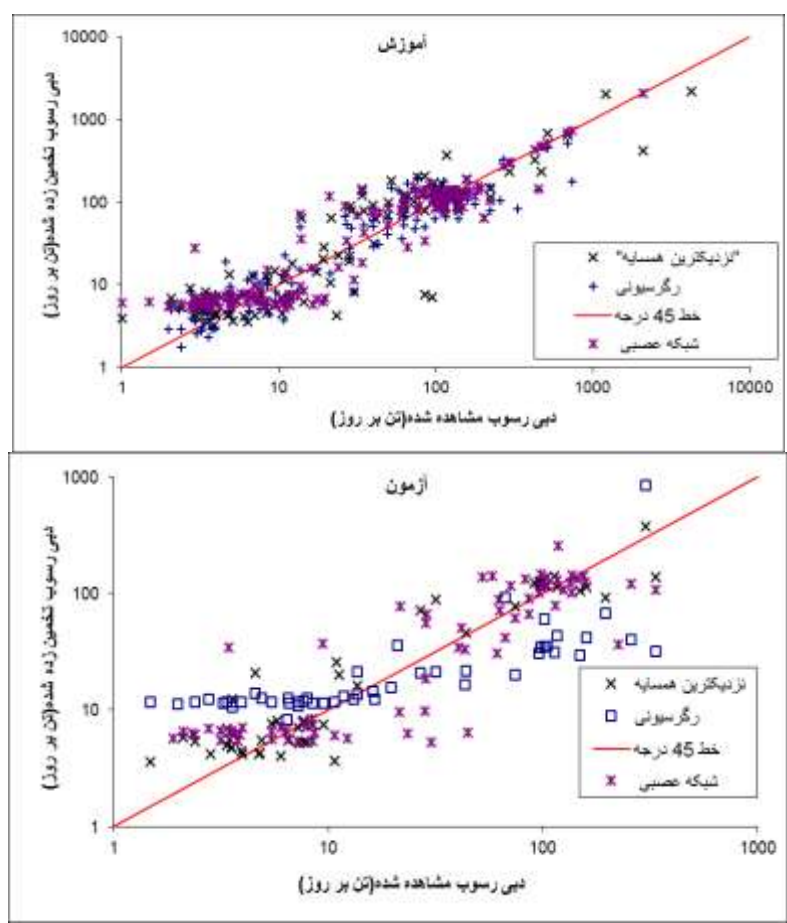 آموزش
10000
1000
100
10
1
1
10
100
1000
10000
دبی رسوب تخمین زده شده(تن بر روز)
دبی رسوب مشاهده شده(تن بر روز)
"نزدیکترین همسایه"
رگرسیونی
خط 45 درجه
شبکه عصبی
آزمون
1000
100
10
1
1
10
100
1000
دبی رسوب تخمین زده شده(تن بر روز)
دبی رسوب مشاهده شده(تن بر روز)
نزدیکترین همسایه
رگرسیونی
خط 45 درجه
شبکه عصبی